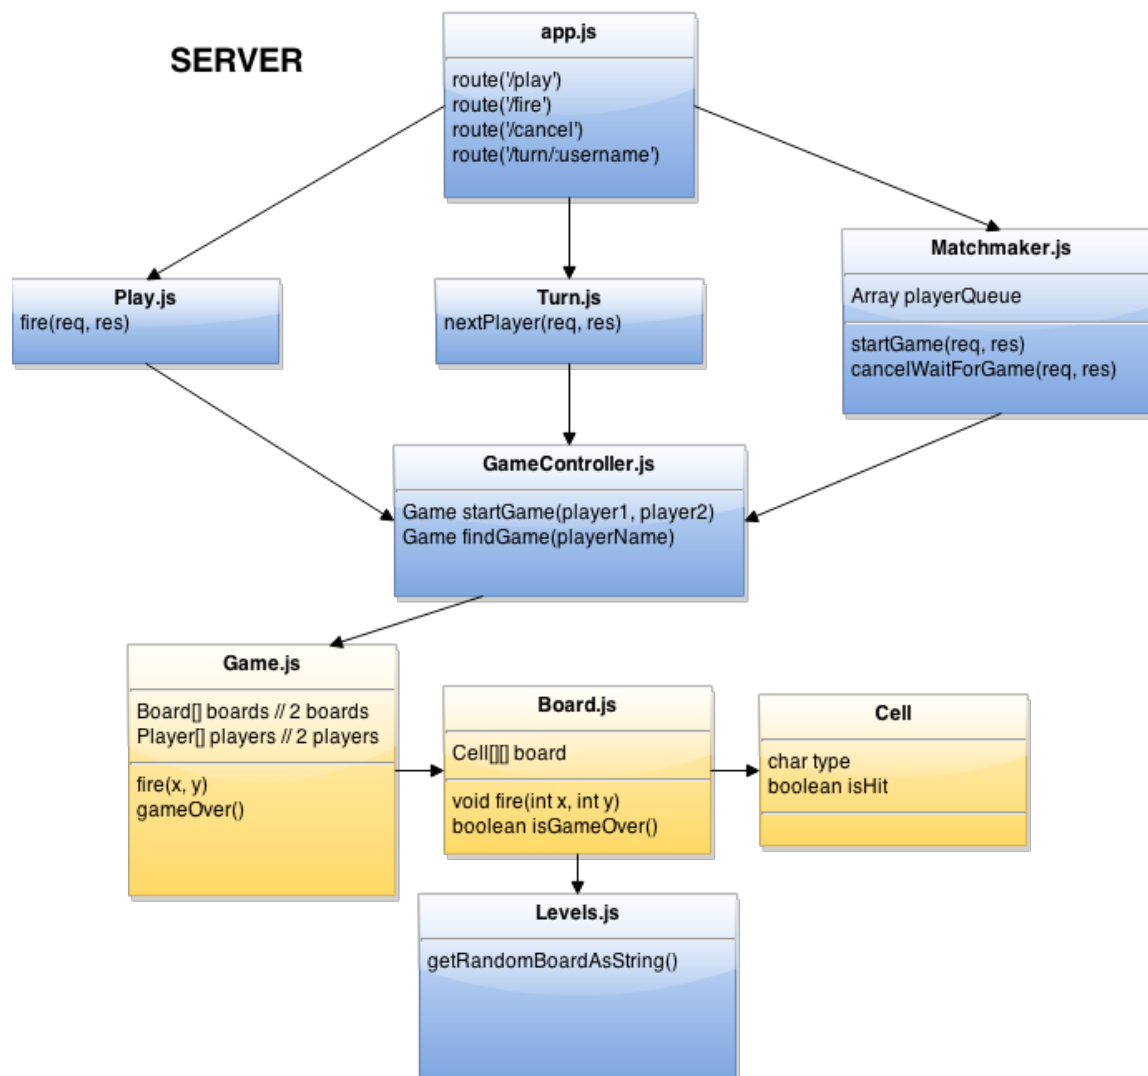 SERVER
app.js
route('/play')
route('/fire')
route('/cancel')
route('/turn/:username')
Play.js
fire(req, res)
Turn.js
nextPlayer(req, res)
Matchmaker.js
Array playerQueue
startGame(req, res)
cancelWaitForGame(req, res)
GameController.js
Game startGame(player1, player2)
Game findGame(playerName)
Game.js
Board[] boards // 2 boards
Player[] players // 2 players
fire(x, y)
gameOver()
Board.js
Cell[][] board
void fire(int x, int y)
boolean isGameOver()
Cell
char type
boolean isHit
Levels.js
getRandomBoardAsString()